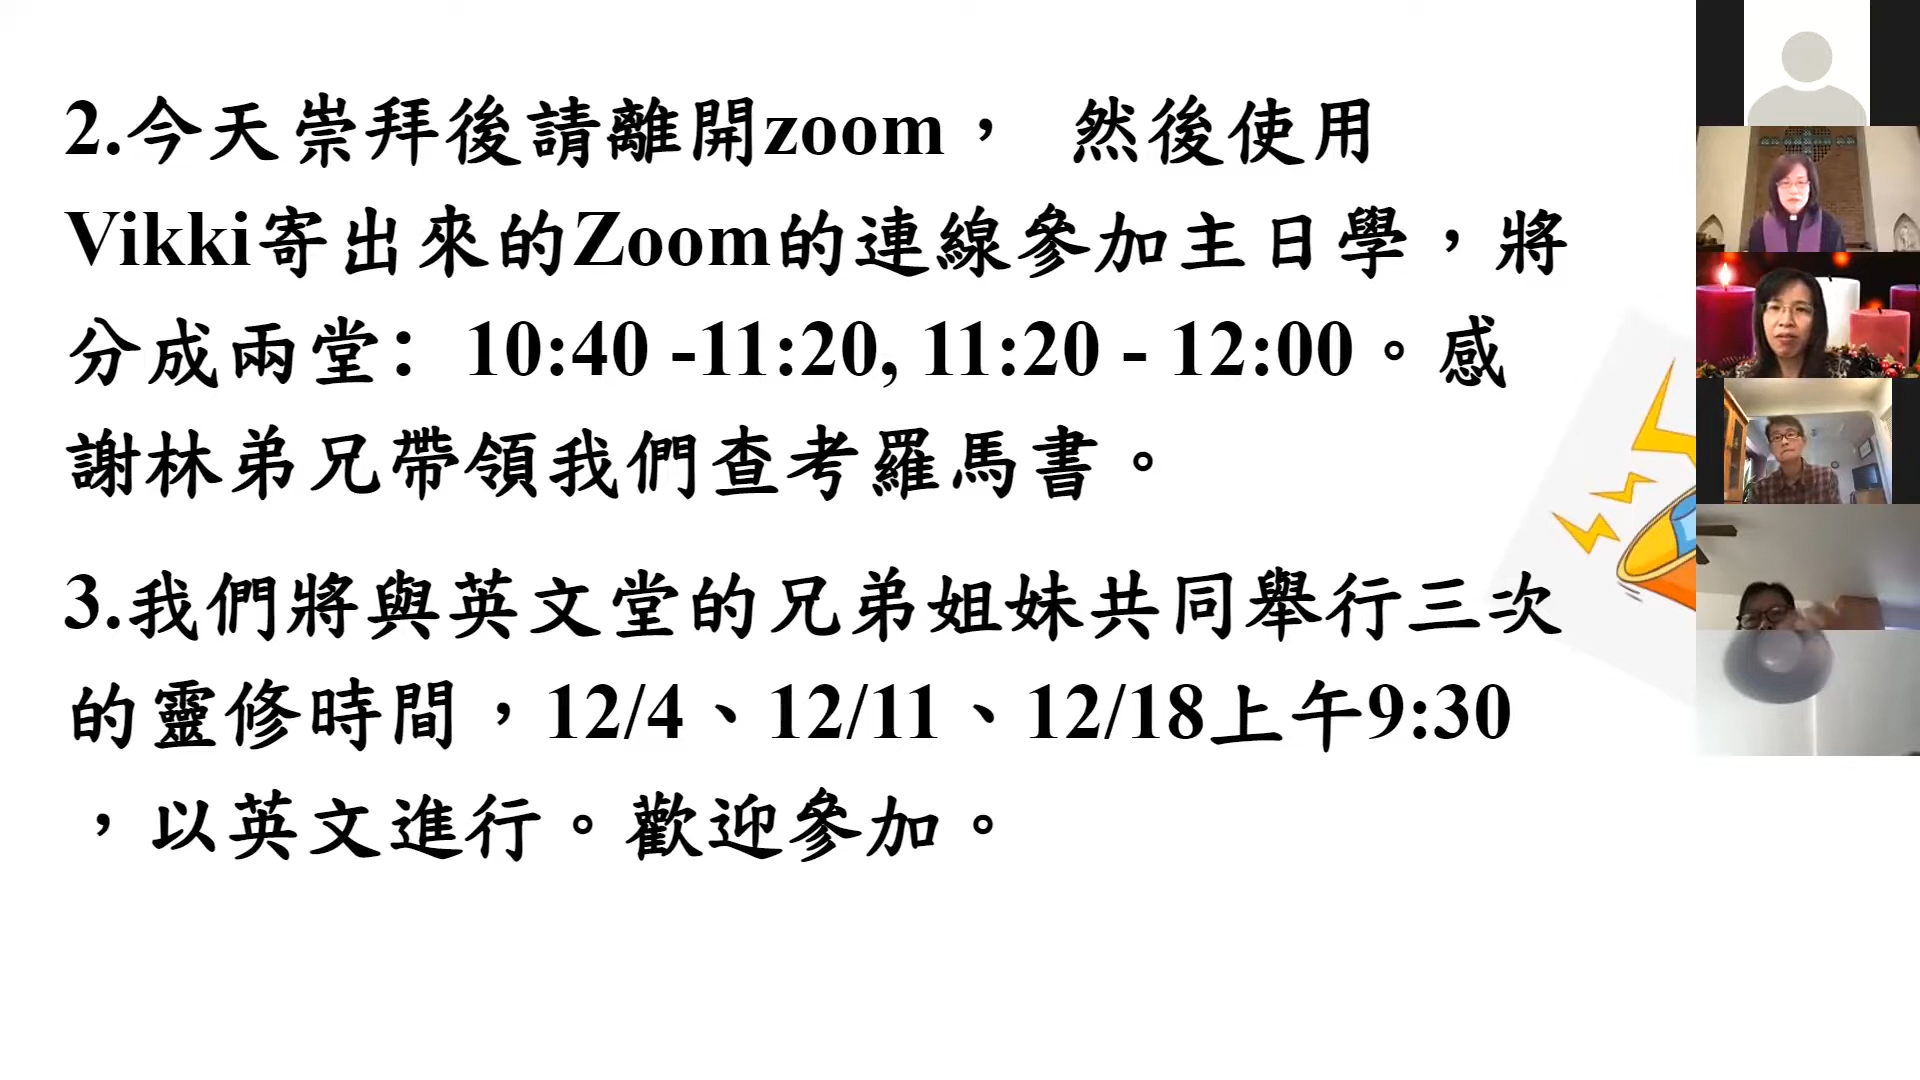 2.今天崇拜後請離開zoom， 然後使用
Vikki寄出來的Zoom的連線參加主日學，將
分成兩堂：10:40 -11:20, 11:20 - 12:00。感
謝林弟兄帶領我們查考羅馬書。
3.我們將與英文堂的兄弟姐妹共同舉行三次
的靈修時間，12/4、12/11、12/18上午9:30
，以英文進行。歡迎參加。